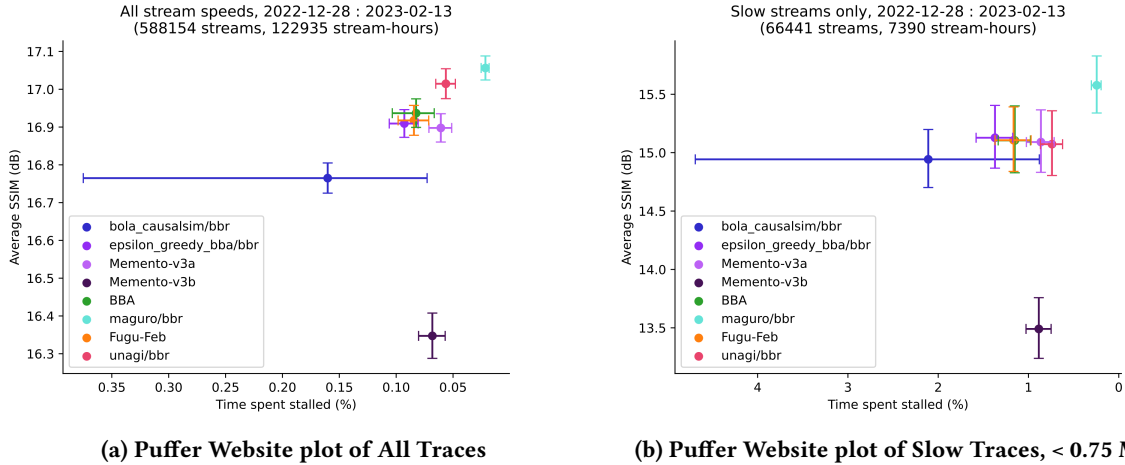 All stream speeds, 2022-12-28 : 2023-02-13
(588154 streams, 122935 stream-hours)
17.1
17.0
16.9
16.8
16.7
16.6
16.5
16.4
16.3
Average SSIM (dB)
bola_causalsim/bbr
epsilon_greedy_bba/bbr
Memento-v3a
Memento-v3b
BBA
maguro/bbr
Fugu-Feb
unagi/bbr
0.35 0.30 0.25 0.20 0.15 0.10 0.05
Time spent stalled (%)
(a) Puffer Website plot of All Traces
Slow streams only, 2022-12-28 : 2023-02-13
(66441 streams, 7390 stream-hours)
15.5
15.0
14.5
14.0
13.5
Average SSIM (dB)
bola_causalsim/bbr
epsilon_greedy_bba/bbr
Memento-v3a
Memento-v3b
BBA
maguro/bbr
Fugu-Feb
unagi/bbr
4 3 2 1 0
Time spent stalled (%)
(b) Puffer Website plot of Slow Traces, < 0.75